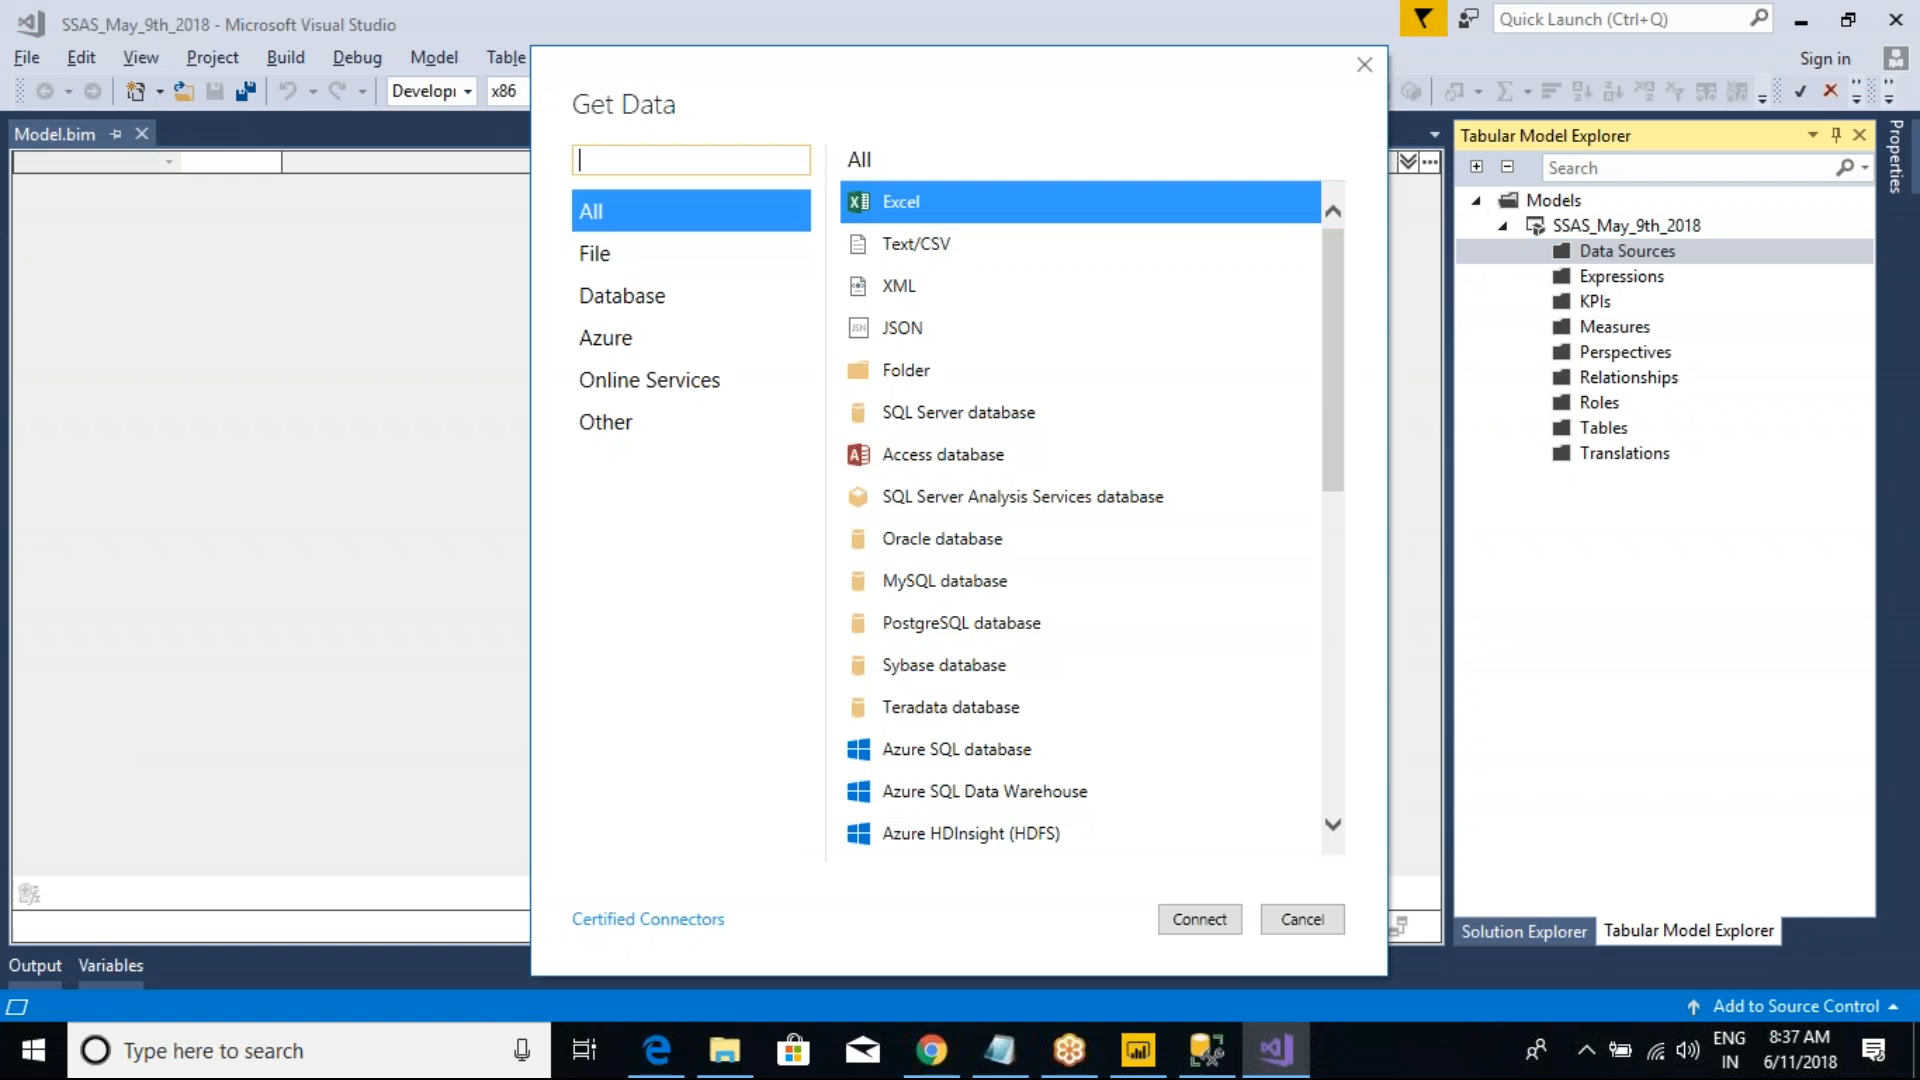 SSAS_May_9th_2018 - Microsoft Visual Studio
Quick Launch (Ctrl+Q)
File Edit View Project Build Debug Model Table
Sign in
x86
Model.bim
Get Data
All
File
Database
Azure
Online Services
Other
All
Excel
Text/CSV
XML
JSON
Folder
SQL Server database
Access database
SQL Server Analysis Services database
Oracle database
MySQL database
PostgreSQL database
Sybase database
Teradata database
Azure SQL database
Azure SQL Data Warehouse
Azure HDInsight (HDFS)
Certified Connectors
Connect Cancel
Tabular Model Explorer
Search
Models
SSAS_May_9th_2018
Data Sources
Expressions
KPIs
Measures
Perspectives
Relationships
Roles
Tables
Translations
Properties
Solution Explorer Tabular Model Explorer
Output Variables
Add to Source Control
Type here to search
ENG
IN
8:37 AM
6/11/2018